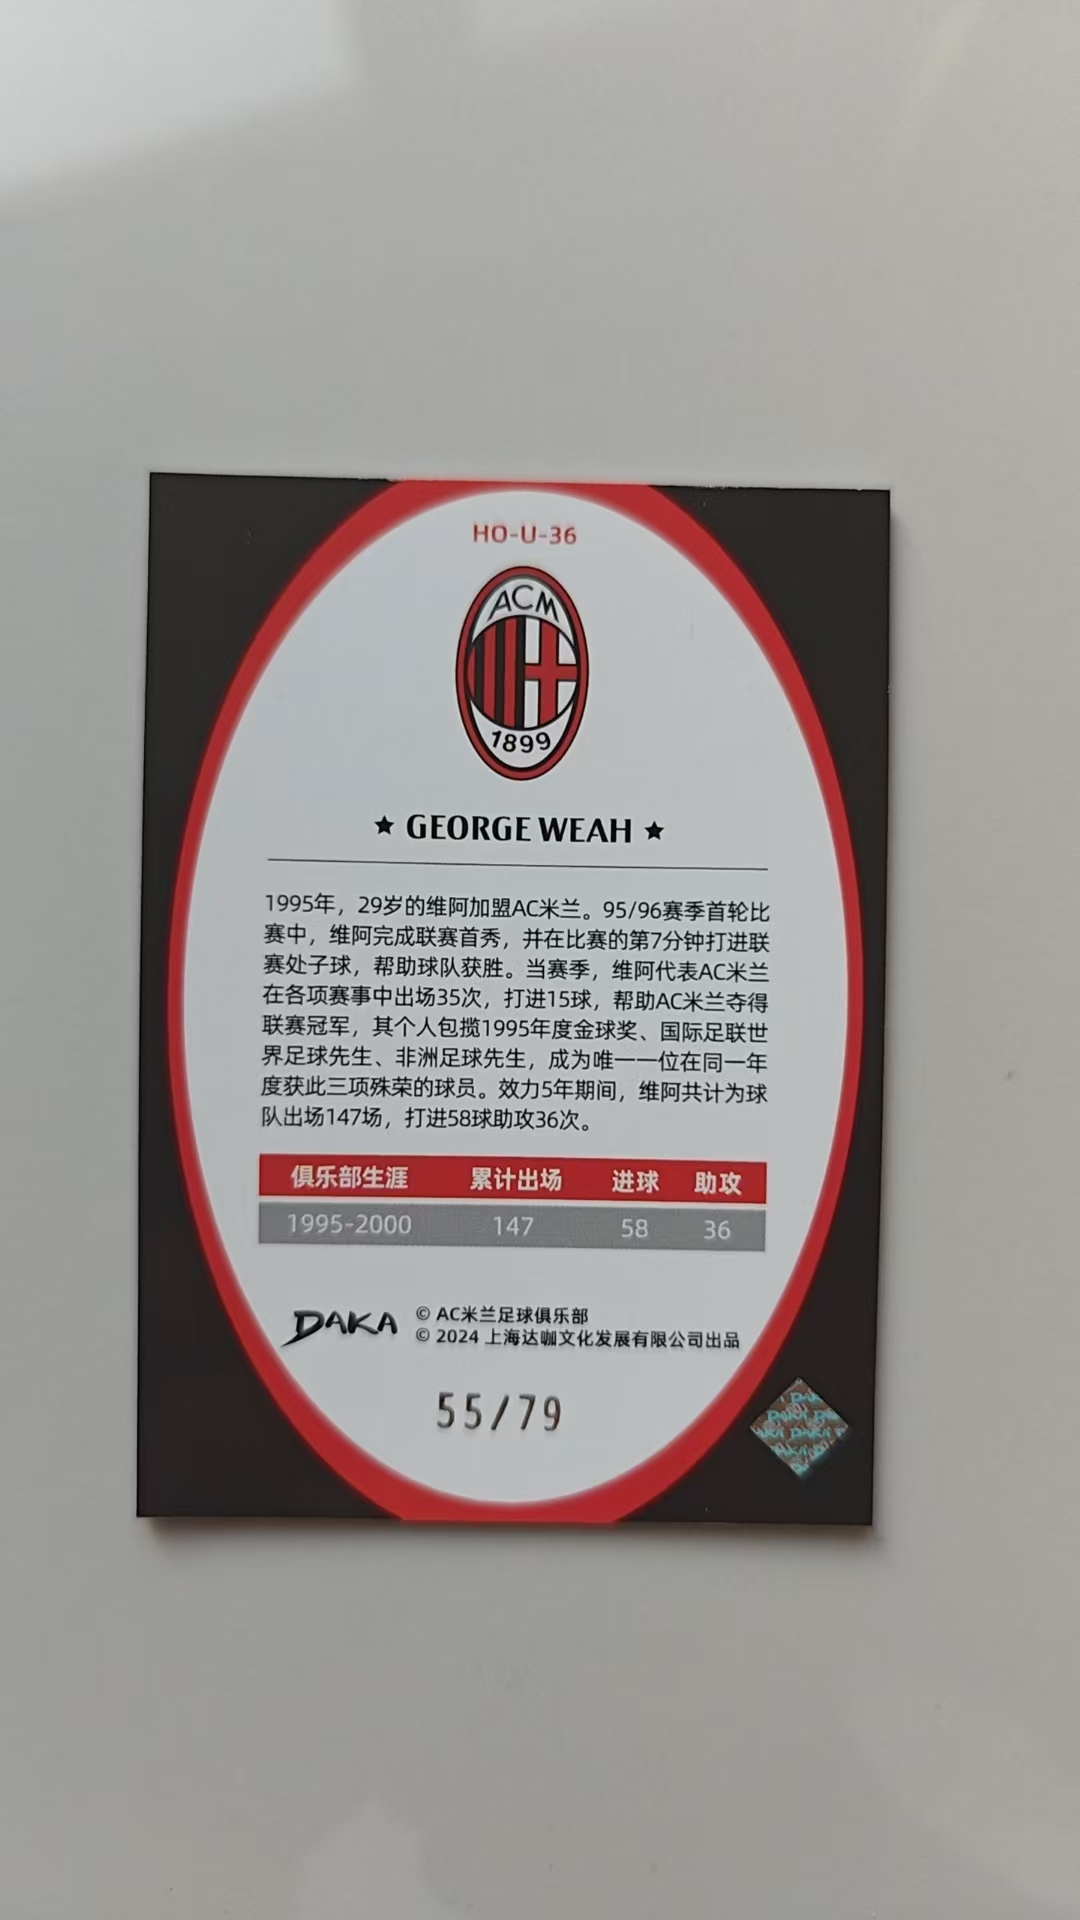 HO-U-36
ACM
1899
★ GEORGE WEAH ★
1995年，29岁的维阿加盟AC米兰。95/96赛季首轮比
赛中，维阿完成联赛首秀，并在比赛的第7分钟打进联
赛处子球，帮助球队获胜。当赛季，维阿代表AC米兰
在各项赛事中出场35次，打进15球，帮助AC米兰夺得
联赛冠军，其个人包揽1995年度金球奖、国际足联世
界足球先生、非洲足球先生，成为唯一一位在同一年
度获此三项殊荣的球员。效力5年期间，维阿共计为球
队出场147场，打进58球助攻36次。
俱乐部生涯 累计出场 进球 助攻
1995-2000 147 58 36
DAKA
© AC米兰足球俱乐部
© 2024 上海达咖文化发展有限公司出品
55/79
DAKA DAKA